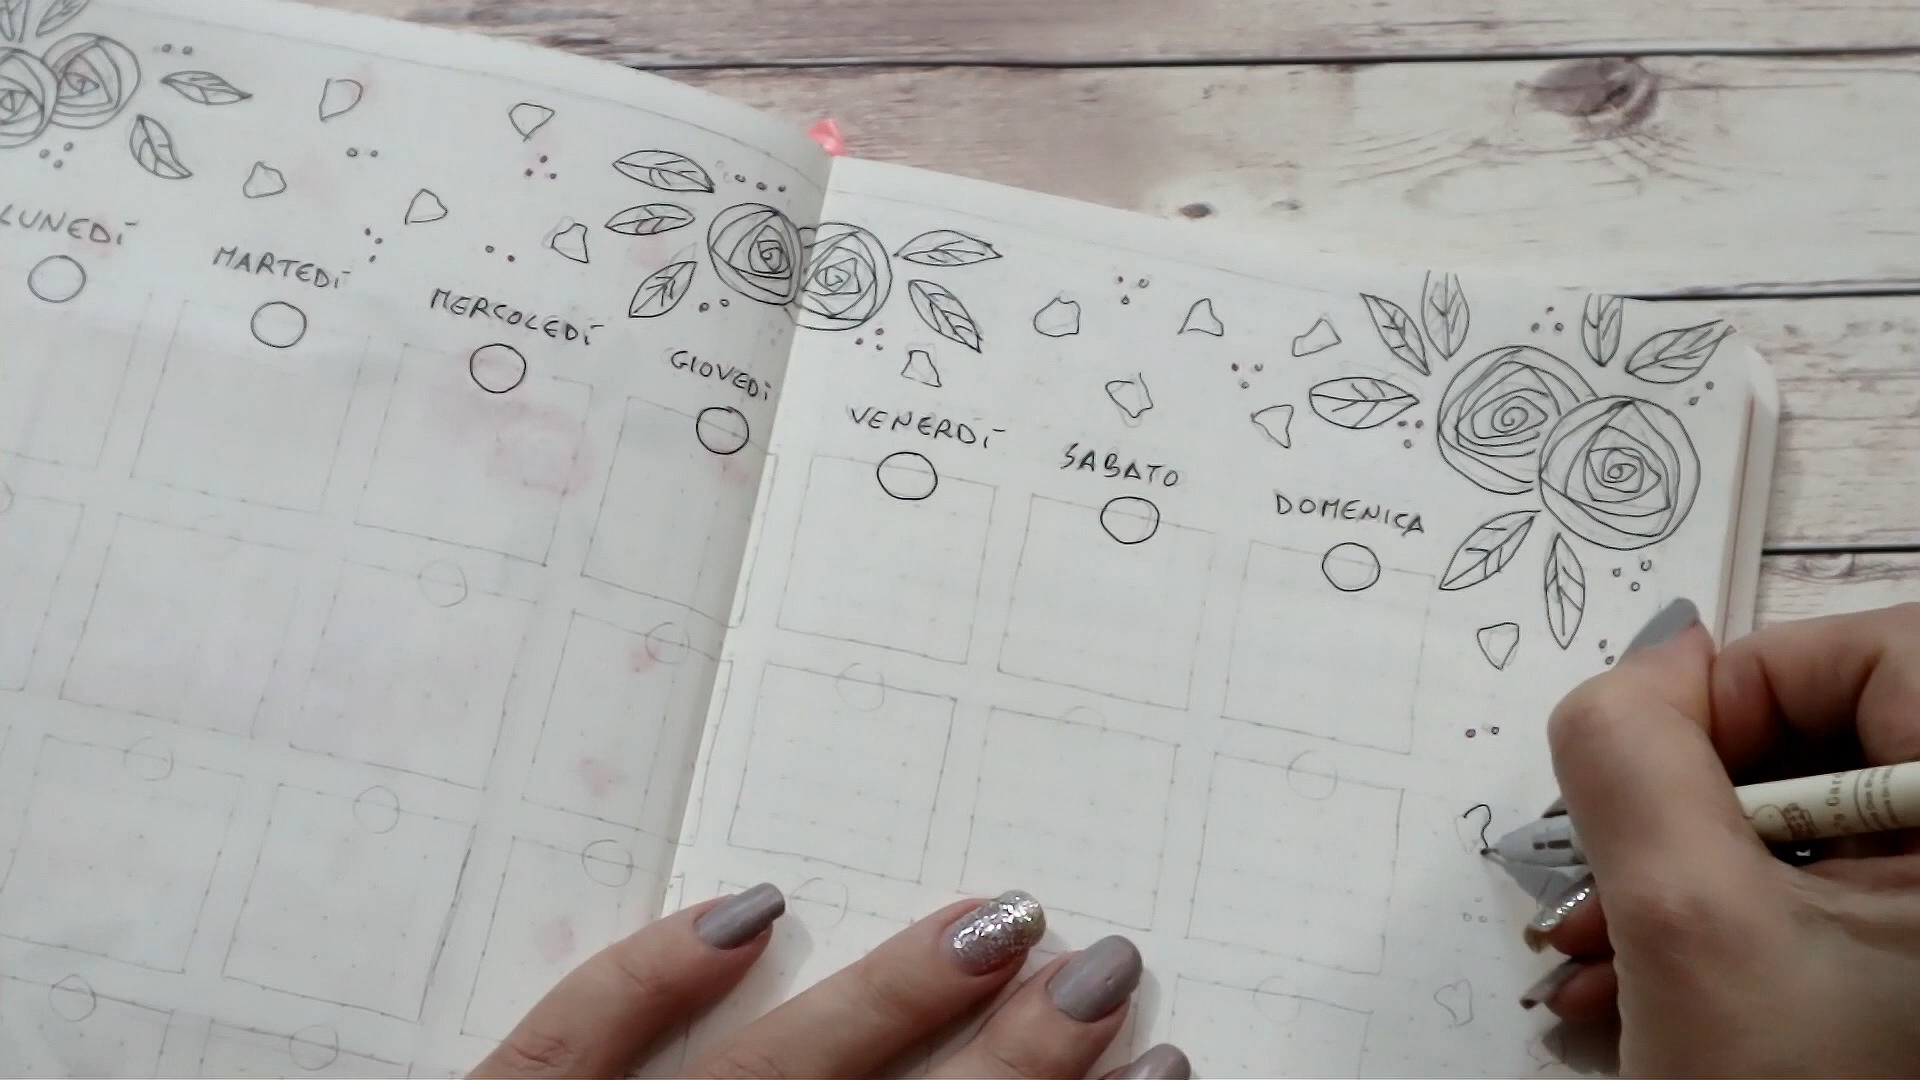 LUNEDÌ
MARTEDÌ
MERCOLEDÌ
GIOVEDÌ
VENERDÌ
SABATO
DOMENICA